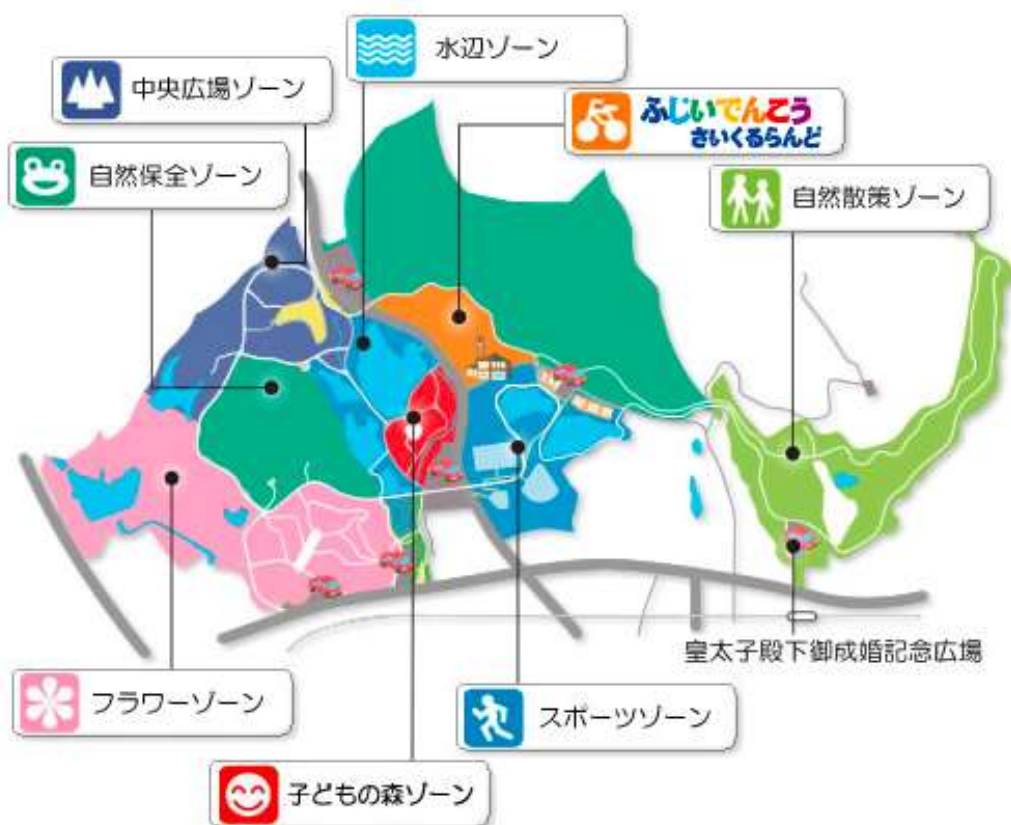 水辺ゾーン
中央広場ゾーン
ふじいでんこう
さいくるらんど
自然保全ゾーン
自然散策ゾーン
皇太子殿下御成婚記念広場
フラワーゾーン
スポーツゾーン
子どもの森ゾーン